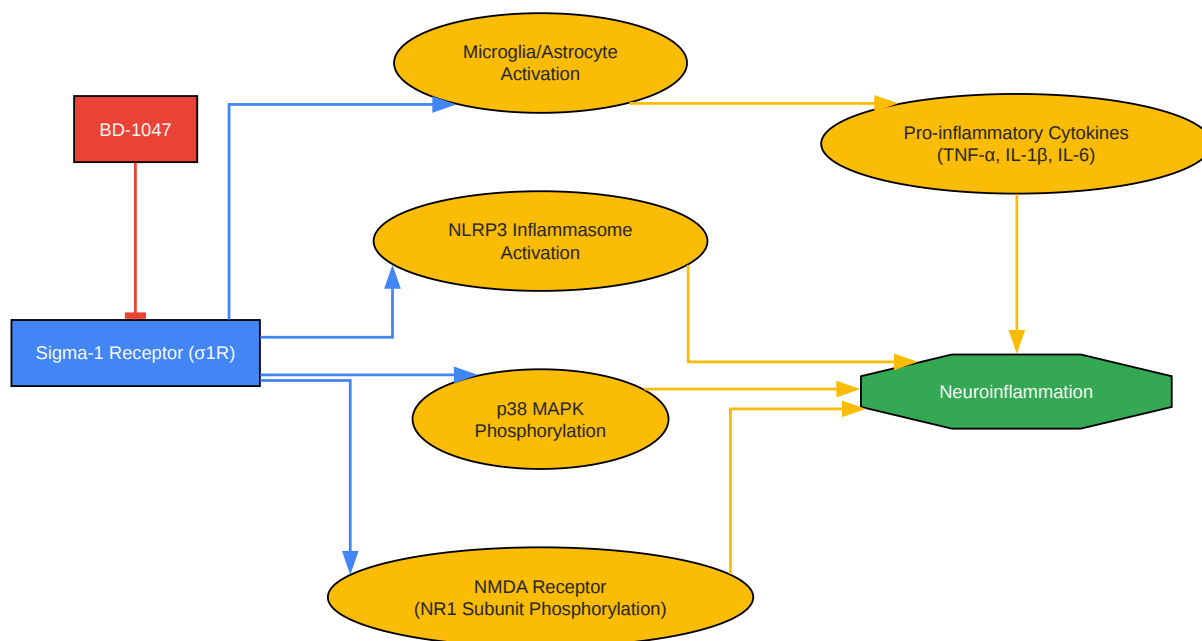 Microglia/Astrocyte
Activation
BD-1047
Pro-inflammatory Cytokines
(TNF-α, IL-1β, IL-6)
NLRP3 Inflammasome
Activation
Sigma-1 Receptor (σ1R)
Neuroinflammation
p38 MAPK
Phosphorylation
NMDA Receptor
(NR1 Subunit Phosphorylation)